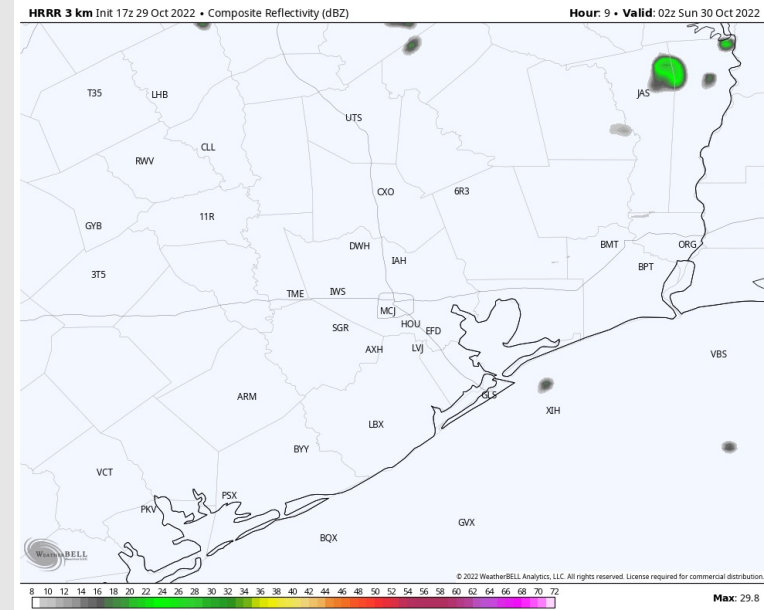 HRRR 3 km Init 17z 29 Oct 2022 • Composite Reflectivity (dBZ)
Hour: 9 • Valid: 02z Sun 30 Oct 2022
T35
LHB
JAS
UTS
CLL
RWV
CXO
6R3
11R
GYB
DWH
BMT
ORG
IAH
BPT
3T5
TME
IWS
MCJ
SGR
HOU
EFD
AXH
LVJ
VBS
ARM
GLS
XIH
LBX
BYY
VCT
PSX
PKV
GVX
BQX
WEATHERBELL
© 2022 WeatherBELL Analytics, LLC. All rights reserved. License required for commercial distribution.
8 10 12 14 16 18 20 22 24 26 28 30 32 34 36 38 40 42 44 46 48 50 52 54 56 58 60 62 64 66 68 70 72
Max: 29.8